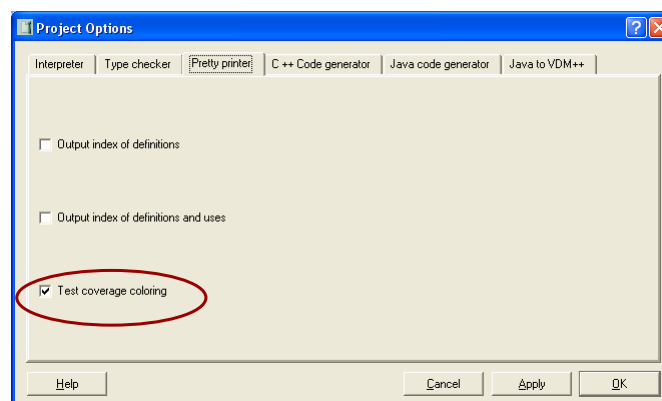 Project Options
Interpreter Type checker Pretty printer C ++ Code generator Java code generator Java to VDM++
Output index of definitions
Output index of definitions and uses
Test coverage coloring
Help Cancel Apply OK